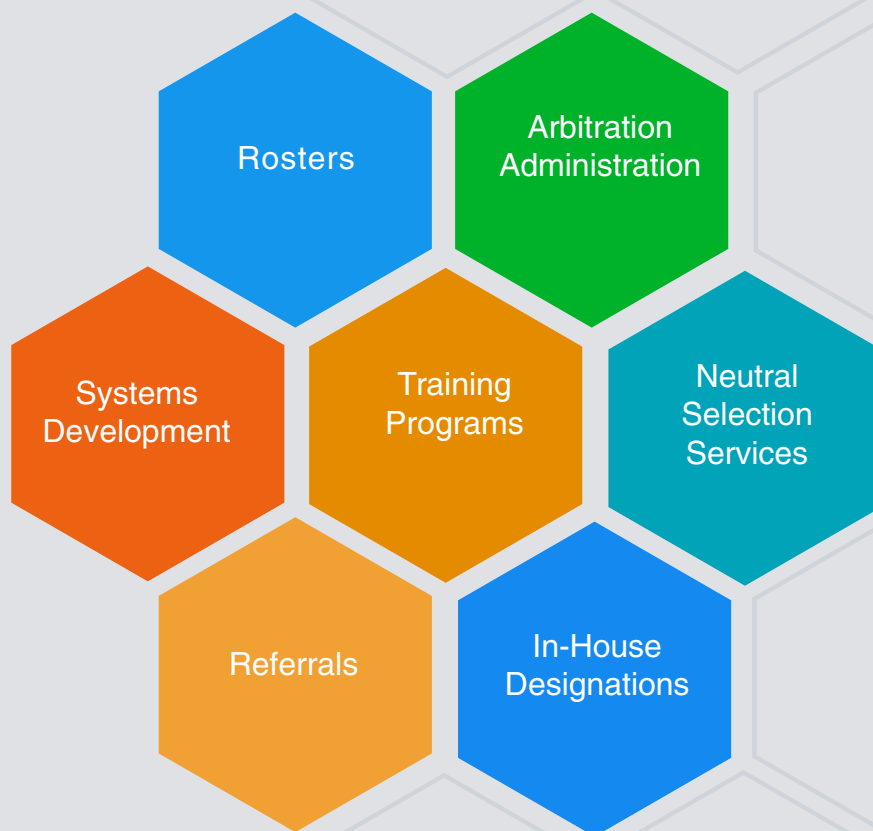 Rosters
Arbitration
Administration
Systems
Development
Training
Programs
Neutral
Selection
Services
Referrals
In-House
Designations